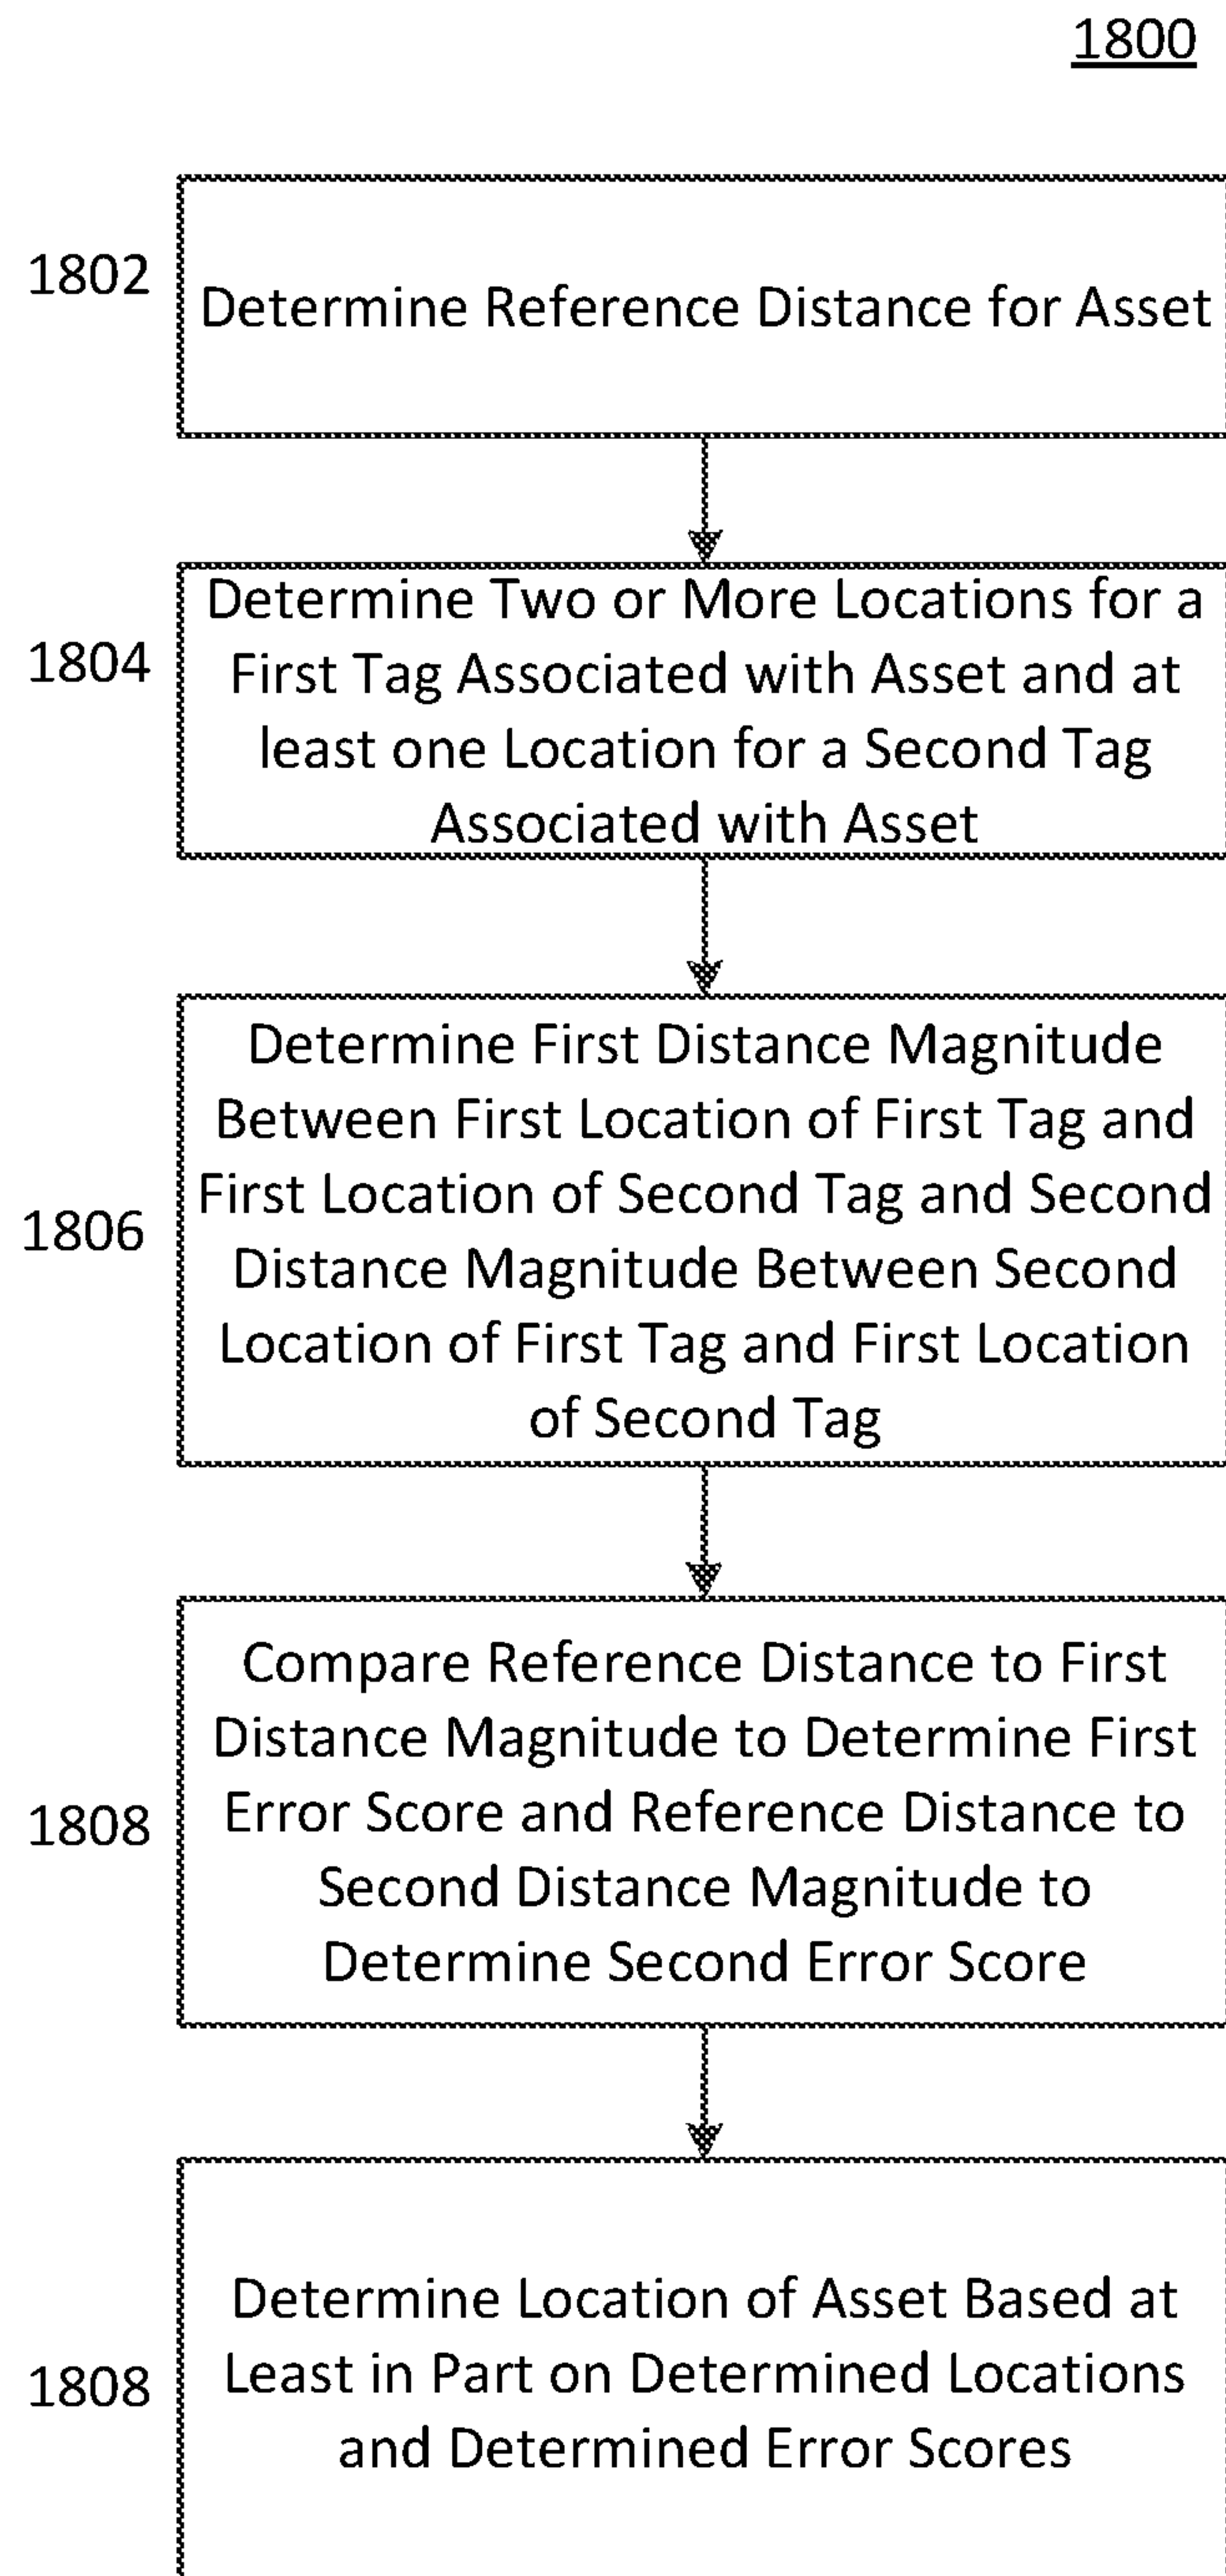 1800
1802
Determine Reference Distance for Asset
1804
Determine Two or More Locations for a
First Tag Associated with Asset and at
least one Location for a Second Tag
Associated with Asset
1806
Determine First Distance Magnitude
Between First Location of First Tag and
First Location of Second Tag and Second
Distance Magnitude Between Second
Location of First Tag and First Location
of Second Tag
1808
Compare Reference Distance to First
Distance Magnitude to Determine First
Error Score and Reference Distance to
Second Distance Magnitude to
Determine Second Error Score
1808
Determine Location of Asset Based at
Least in Part on Determined Locations
and Determined Error Scores